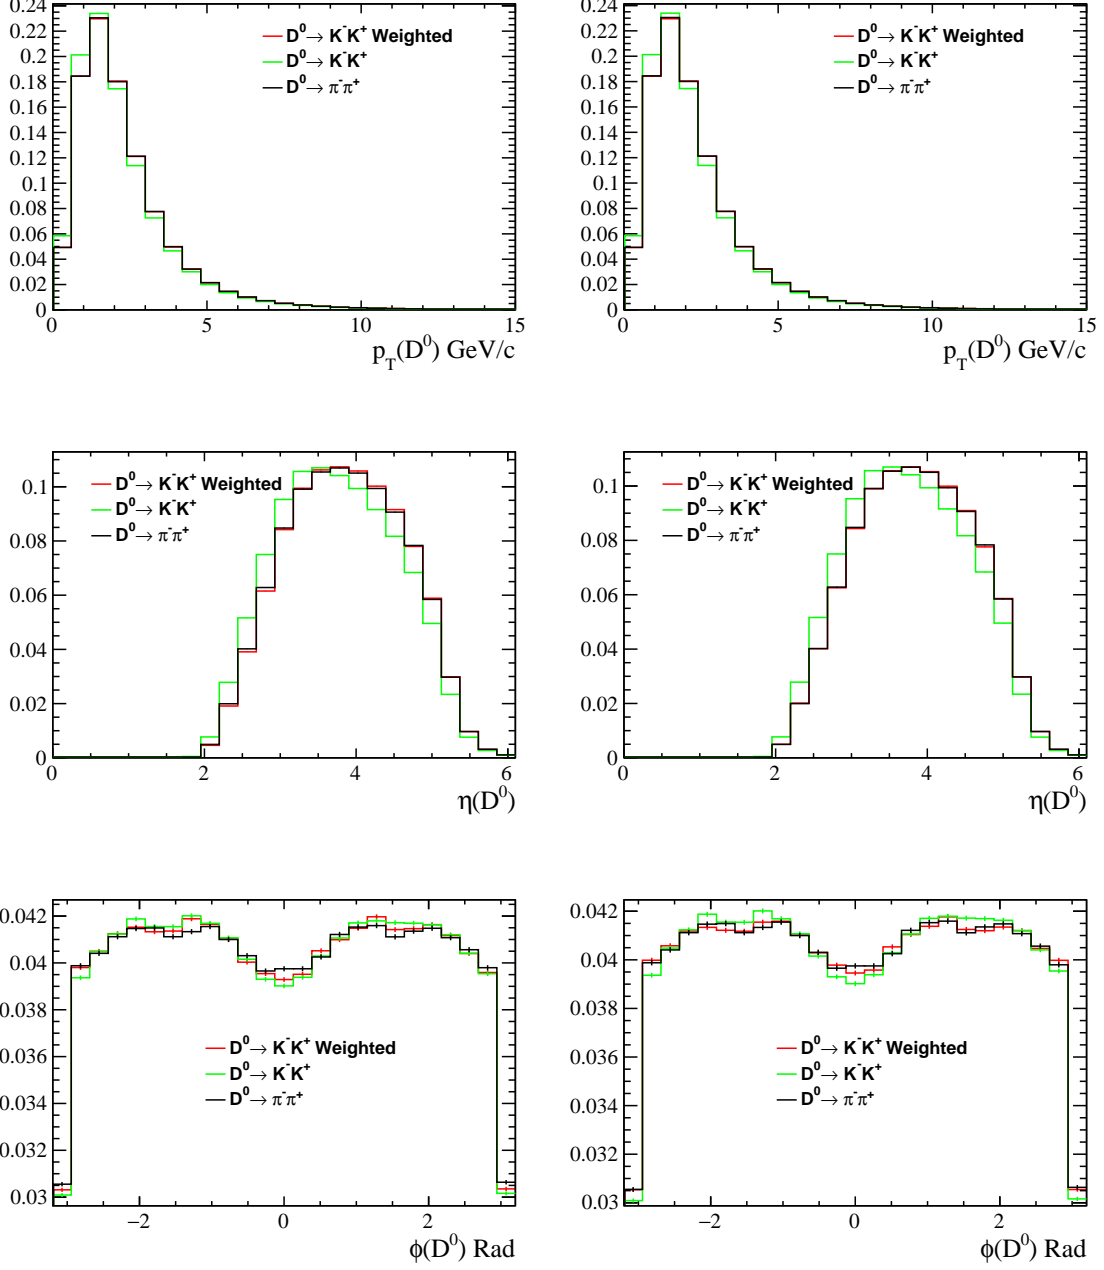 0.24
0.22
0.2
0.18
0.16
0.14
0.12
0.1
0.08
0.06
0.04
0.02
0
D⁰→ K⁻K⁺ Weighted
D⁰→ K⁻K⁺
D⁰→ π⁻π⁺
0 5 10 15
p_T(D⁰) GeV/c
0.24
0.22
0.2
0.18
0.16
0.14
0.12
0.1
0.08
0.06
0.04
0.02
0
D⁰→ K⁻K⁺ Weighted
D⁰→ K⁻K⁺
D⁰→ π⁻π⁺
0 5 10 15
p_T(D⁰) GeV/c
0.1
0.08
0.06
0.04
0.02
0
D⁰→ K⁻K⁺ Weighted
D⁰→ K⁻K⁺
D⁰→ π⁻π⁺
0 2 4 6
η(D⁰)
0.1
0.08
0.06
0.04
0.02
0
D⁰→ K⁻K⁺ Weighted
D⁰→ K⁻K⁺
D⁰→ π⁻π⁺
0 2 4 6
η(D⁰)
0.042
0.04
0.038
0.036
0.034
0.032
0.03
D⁰→ K⁻K⁺ Weighted
D⁰→ K⁻K⁺
D⁰→ π⁻π⁺
−2 0 2
ϕ(D⁰) Rad
0.042
0.04
0.038
0.036
0.034
0.032
0.03
D⁰→ K⁻K⁺ Weighted
D⁰→ K⁻K⁺
D⁰→ π⁻π⁺
−2 0 2
ϕ(D⁰) Rad